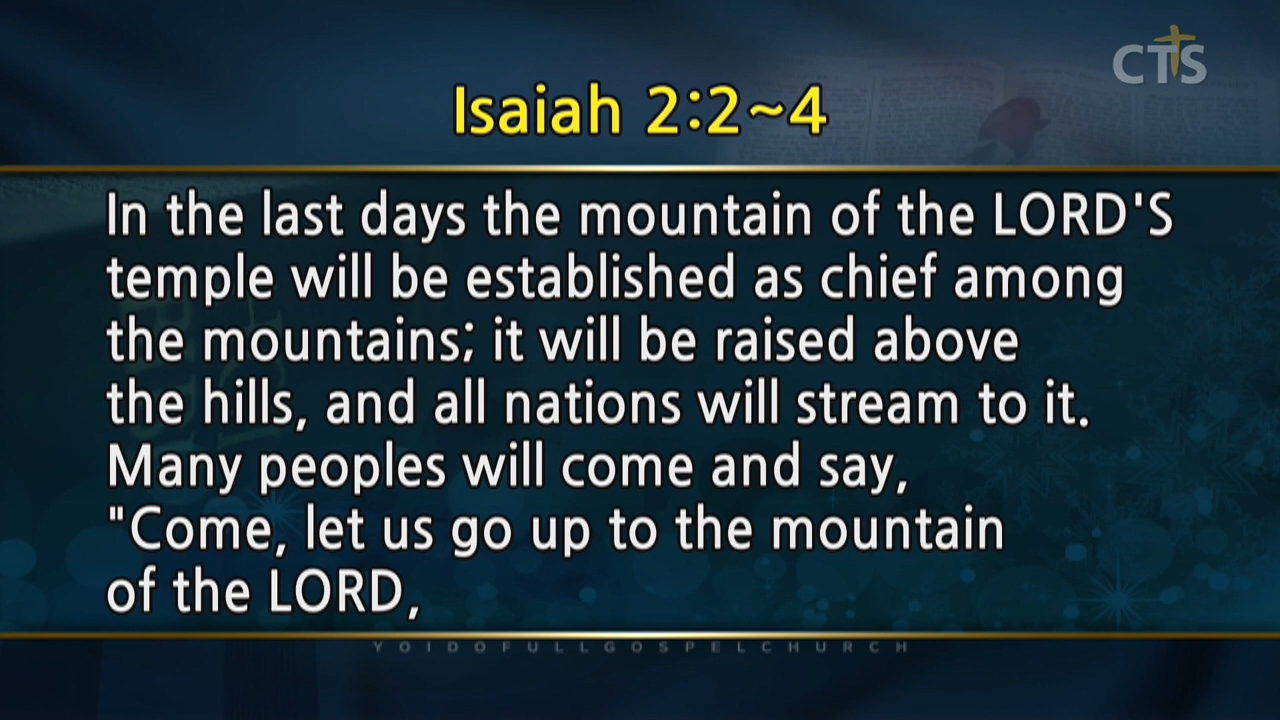 CTS
Isaiah 2:2~4
In the last days the mountain of the LORD'S
temple will be established as chief among
the mountains; it will be raised above
the hills, and all nations will stream to it.
Many peoples will come and say,
"Come, let us go up to the mountain
of the LORD,
YOIDOFULLGOSPELCHURCH